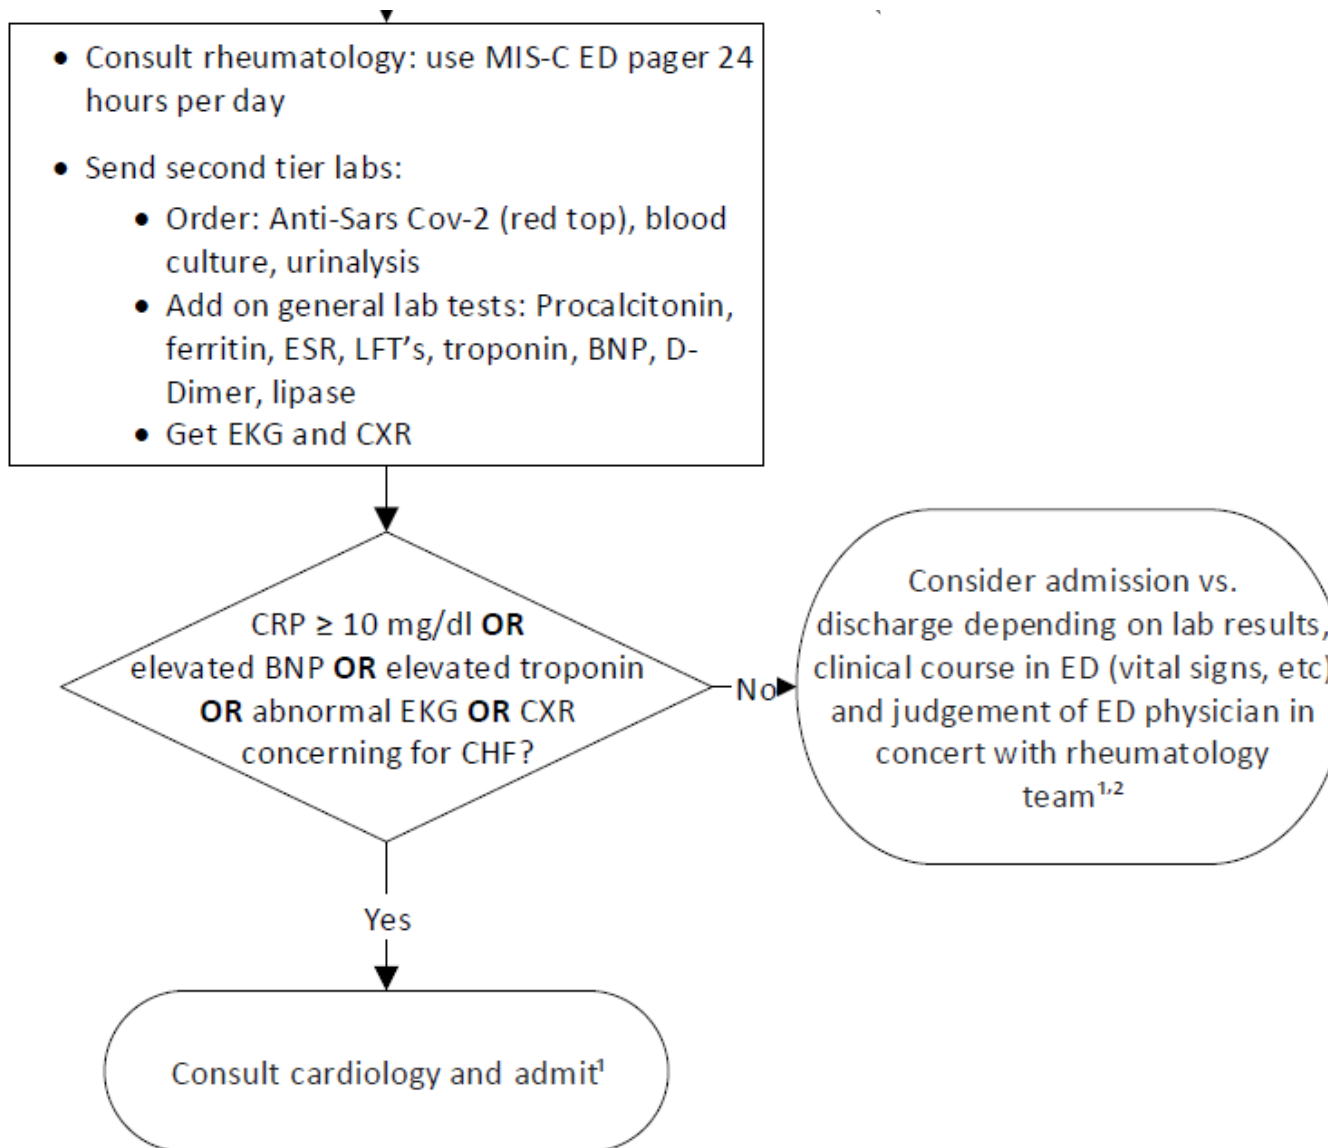 • Consult rheumatology: use MIS-C ED pager 24
hours per day
• Send second tier labs:
• Order: Anti-Sars Cov-2 (red top), blood
culture, urinalysis
• Add on general lab tests: Procalcitonin,
ferritin, ESR, LFT’s, troponin, BNP, D-
Dimer, lipase
• Get EKG and CXR
CRP ≥ 10 mg/dl OR
elevated BNP OR elevated troponin
OR abnormal EKG OR CXR
concerning for CHF?
No
Consider admission vs.
discharge depending on lab results,
clinical course in ED (vital signs, etc)
and judgement of ED physician in
concert with rheumatology
team¹,²
Yes
Consult cardiology and admit¹